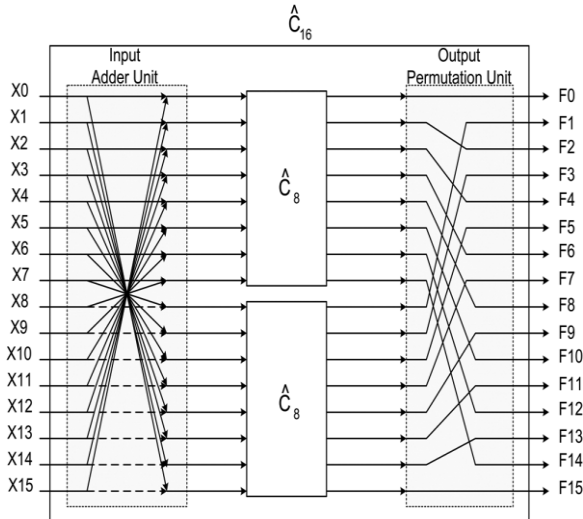 Ĉ16
Input
Adder Unit
Output
Permutation Unit
X0
X1
X2
X3
X4
X5
X6
X7
X8
X9
X10
X11
X12
X13
X14
X15
Ĉ8
Ĉ8
F0
F1
F2
F3
F4
F5
F6
F7
F8
F9
F10
F11
F12
F13
F14
F15